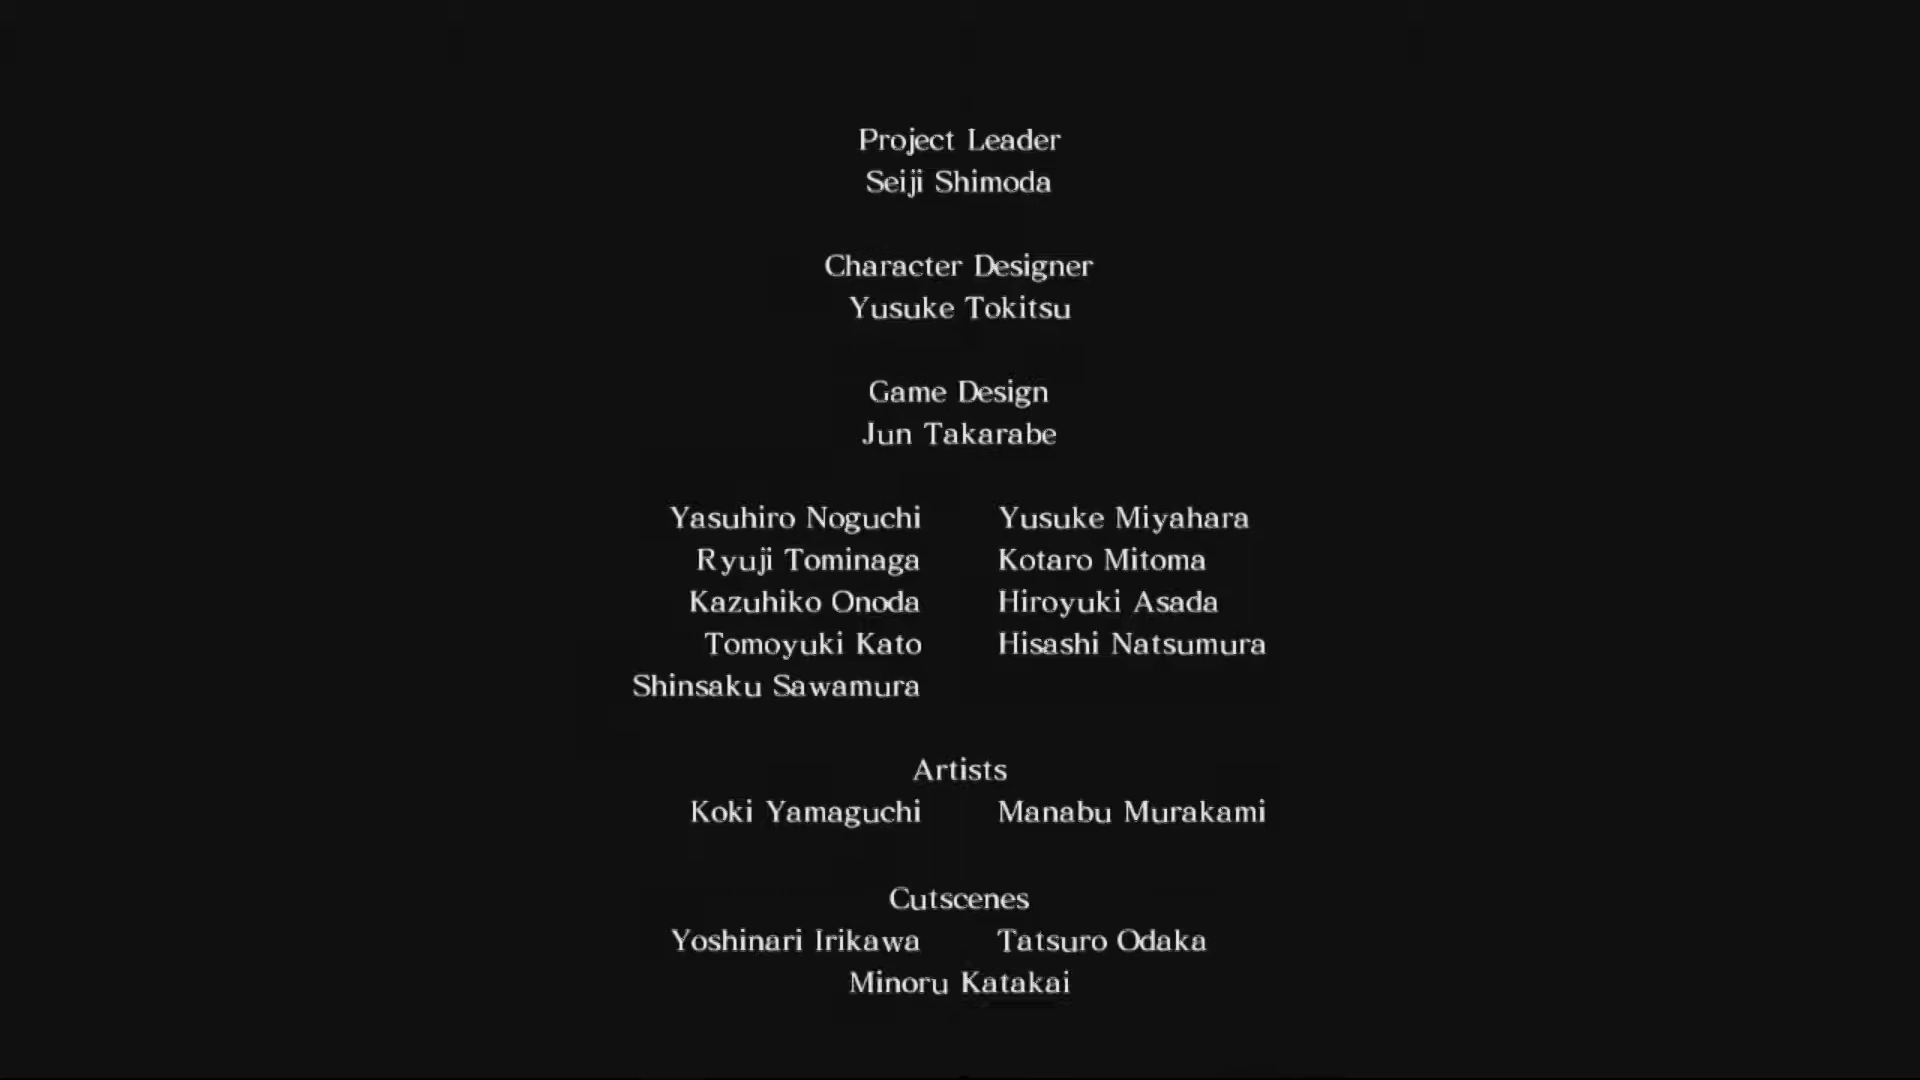 Project Leader
Seiji Shimoda
Character Designer
Yusuke Tokitsu
Game Design
Jun Takarabe
Yasuhiro Noguchi Yusuke Miyahara
Ryuji Tominaga Kotaro Mitoma
Kazuhiko Onoda Hiroyuki Asada
Tomoyuki Kato Hisashi Natsumura
Shinsaku Sawamura
Artists
Koki Yamaguchi Manabu Murakami
Cutscenes
Yoshinari Irikawa Tatsuro Odaka
Minoru Katakai